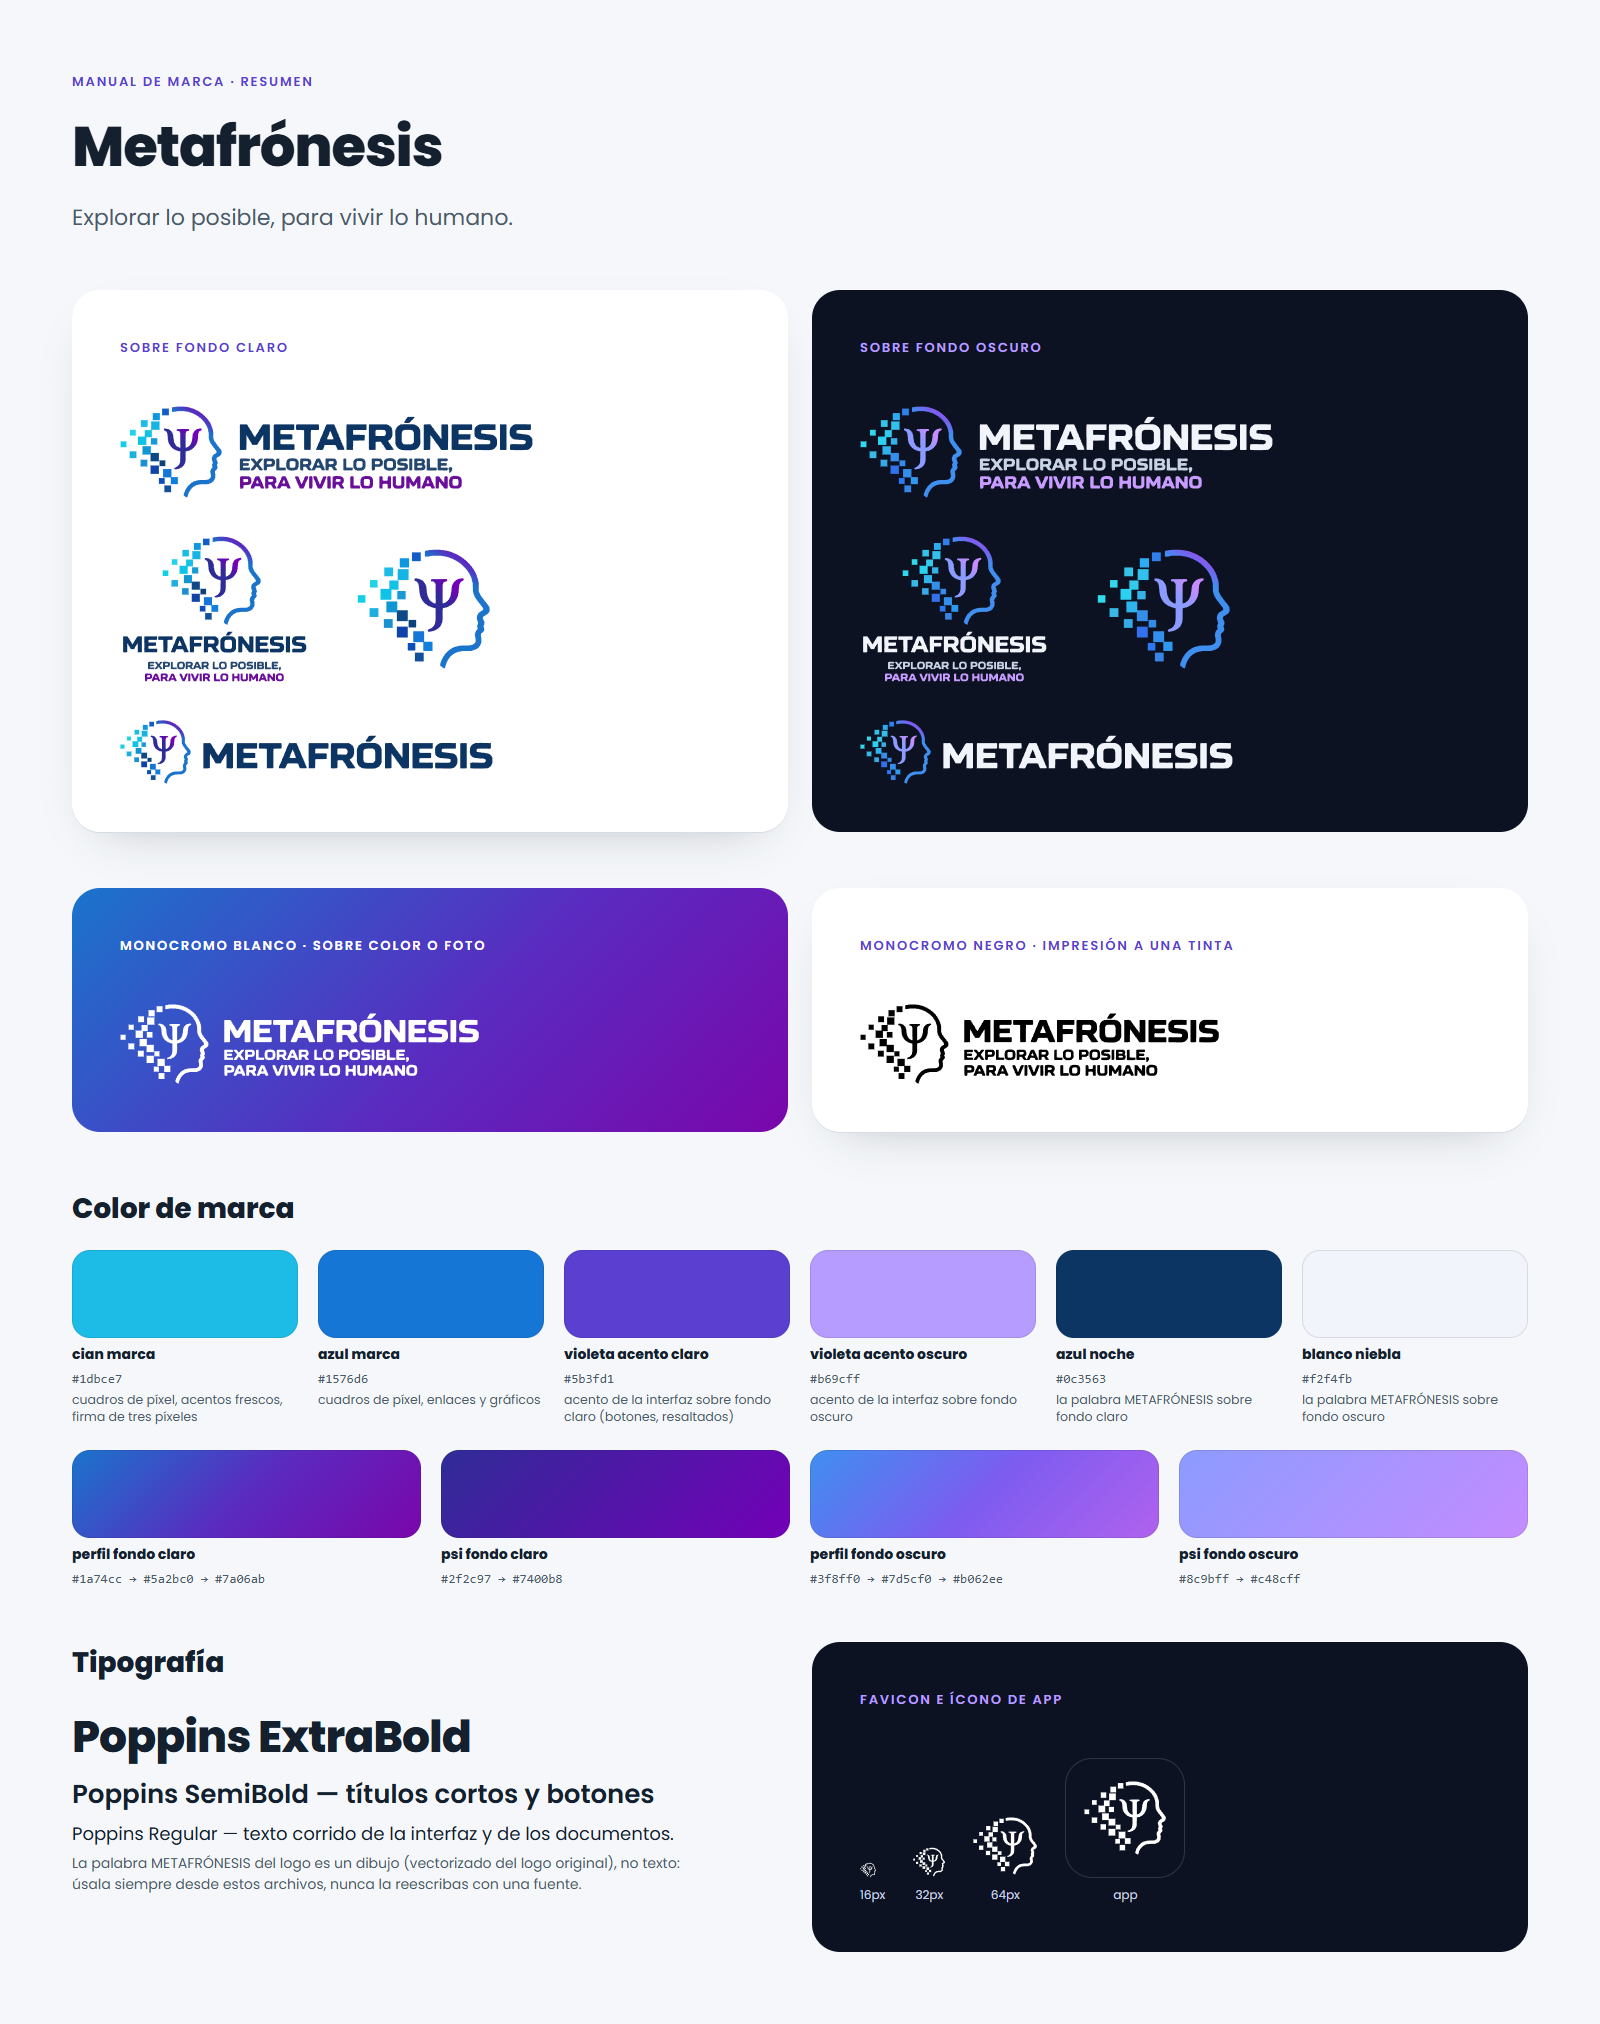 MANUAL DE MARCA · RESUMEN
Metafrónesis
Explorar lo posible, para vivir lo humano.
SOBRE FONDO CLARO
Ψ
METAFRÓNESIS
EXPLORAR LO POSIBLE,
PARA VIVIR LO HUMANO
Ψ
METAFRÓNESIS
EXPLORAR LO POSIBLE,
PARA VIVIR LO HUMANO
Ψ
Ψ
METAFRÓNESIS
SOBRE FONDO OSCURO
Ψ
METAFRÓNESIS
EXPLORAR LO POSIBLE,
PARA VIVIR LO HUMANO
Ψ
METAFRÓNESIS
EXPLORAR LO POSIBLE,
PARA VIVIR LO HUMANO
Ψ
Ψ
METAFRÓNESIS
MONOCROMO BLANCO · SOBRE COLOR O FOTO
Ψ
METAFRÓNESIS
EXPLORAR LO POSIBLE,
PARA VIVIR LO HUMANO
MONOCROMO NEGRO · IMPRESIÓN A UNA TINTA
Ψ
METAFRÓNESIS
EXPLORAR LO POSIBLE,
PARA VIVIR LO HUMANO
Color de marca
cian marca
#1dbce7
cuadros de píxel, acentos frescos,
firma de tres píxeles
azul marca
#1576d6
cuadros de píxel, enlaces y gráficos
violeta acento claro
#5b3fd1
acento de la interfaz sobre fondo
claro (botones, resaltados)
violeta acento oscuro
#b69cff
acento de la interfaz sobre fondo
oscuro
azul noche
#0c3563
la palabra METAFRÓNESIS sobre
fondo claro
blanco niebla
#f2f4fb
la palabra METAFRÓNESIS sobre
fondo oscuro
perfil fondo claro
#1a74cc → #5a2bc0 → #7a06ab
psi fondo claro
#2f2c97 → #7400b8
perfil fondo oscuro
#3f8ff0 → #7d5cf0 → #b062ee
psi fondo oscuro
#8c9bff → #c48cff
Tipografía
Poppins ExtraBold
Poppins SemiBold — títulos cortos y botones
Poppins Regular — texto corrido de la interfaz y de los documentos.
La palabra METAFRÓNESIS del logo es un dibujo (vectorizado del logo original), no texto:
úsala siempre desde estos archivos, nunca la reescribas con una fuente.
FAVICON E ÍCONO DE APP
Ψ
Ψ
Ψ
Ψ
16px
32px
64px
app